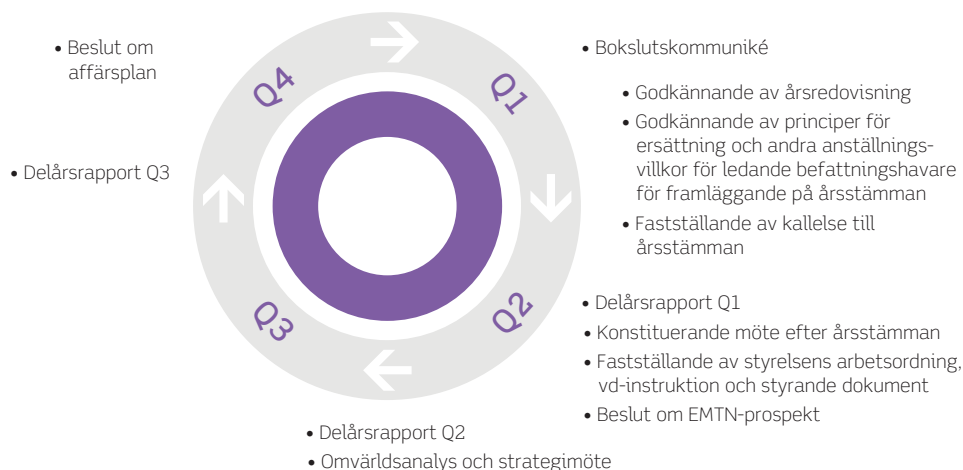 Q1
• Bokslutskommuniké
• Godkännande av årsredovisning
• Godkännande av principer för
ersättning och andra anställnings-
villkor för ledande befattningshavare
för framläggande på årsstämman
• Fastställande av kallelse till
årsstämman
Q2
• Delårsrapport Q1
• Konstituerande möte efter årsstämman
• Fastställande av styrelsens arbetsordning,
vd-instruktion och styrande dokument
• Beslut om EMTN-prospekt
Q3
• Delårsrapport Q2
• Omvärldsanalys och strategimöte
Q4
• Delårsrapport Q3
• Beslut om
affärsplan